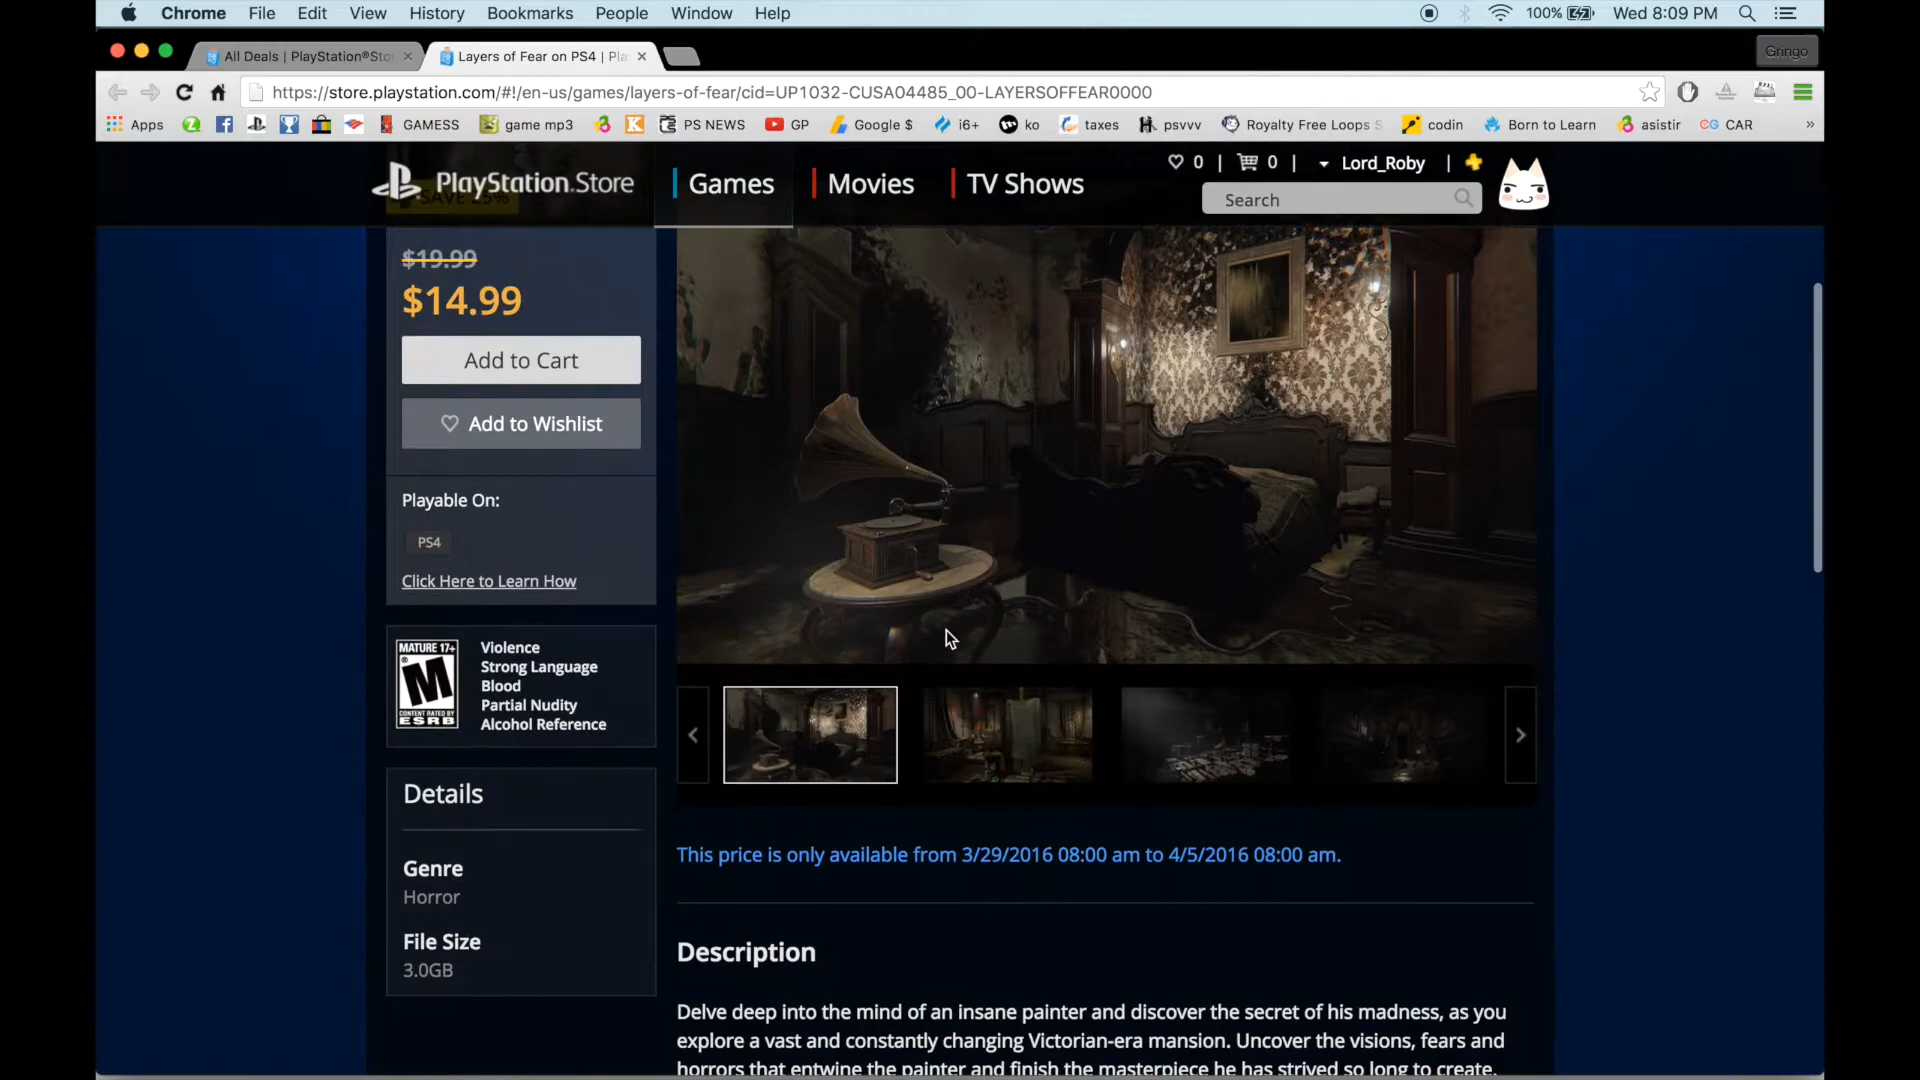 Chrome File Edit View History Bookmarks People Window Help 100% Wed 8:09 PM
All Deals | PlayStation®Sto Layers of Fear on PS4 | Pla Gringo
https://store.playstation.com/#!/en-us/games/layers-of-fear/cid=UP1032-CUSA04485_00-LAYERSOFFEAR0000
Apps GAMESS game mp3 PS NEWS GP Google $ i6+ ko taxes psvvv Royalty Free Loops S codin Born to Learn asistir CAR »
PlayStation.Store Games Movies TV Shows
0 | 0 | Lord_Roby |
Search
SAVE 25%
$19.99
$14.99
Add to Cart
Add to Wishlist
Playable On:
PS4
Click Here to Learn How
MATURE 17+
M
CONTENT RATED BY
ESRB
Violence
Strong Language
Blood
Partial Nudity
Alcohol Reference
Details
Genre
Horror
File Size
3.0GB
This price is only available from 3/29/2016 08:00 am to 4/5/2016 08:00 am.
Description
Delve deep into the mind of an insane painter and discover the secret of his madness, as you
explore a vast and constantly changing Victorian-era mansion. Uncover the visions, fears and
horrors that entwine the painter and finish the masterpiece he has strived so long to create.